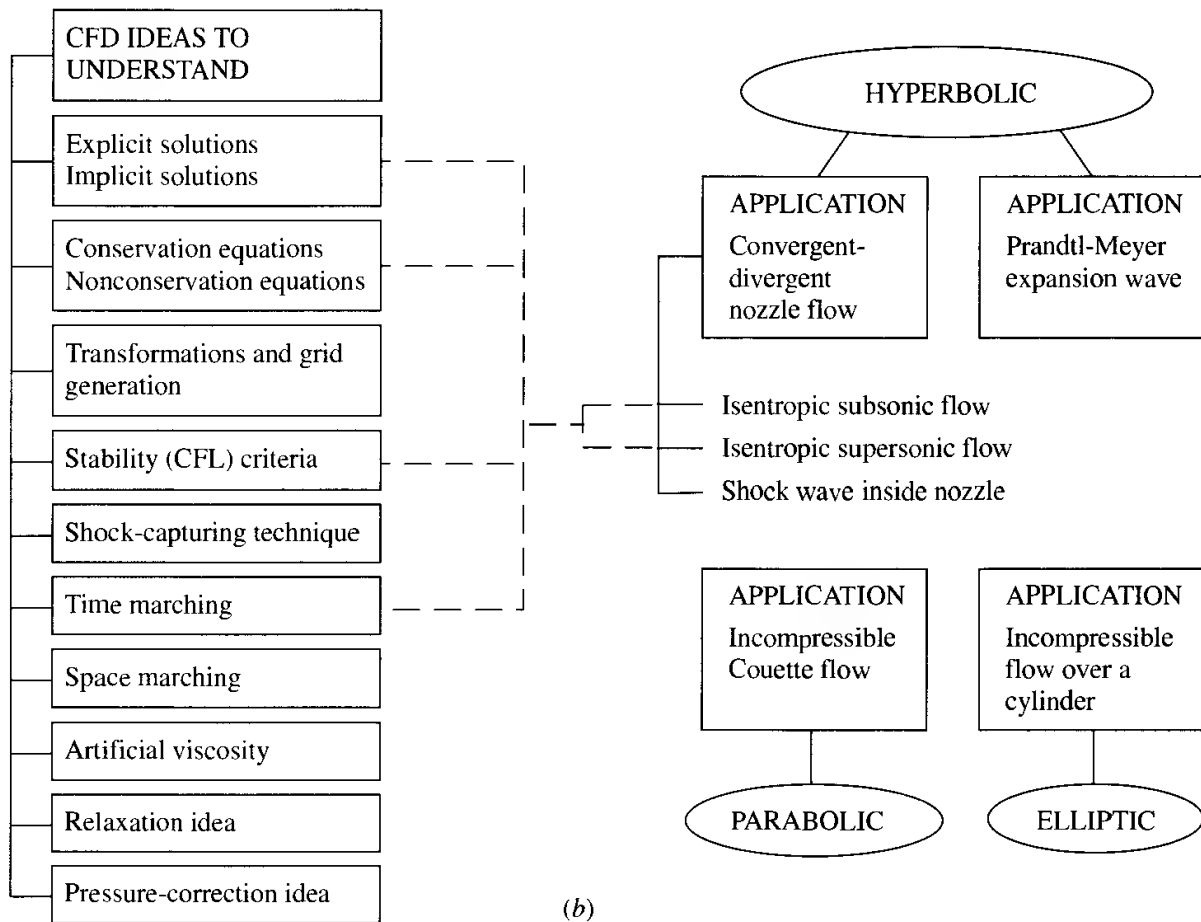 CFD IDEAS TO
UNDERSTAND
Explicit solutions
Implicit solutions
Conservation equations
Nonconservation equations
Transformations and grid
generation
Stability (CFL) criteria
Shock-capturing technique
Time marching
Space marching
Artificial viscosity
Relaxation idea
Pressure-correction idea
HYPERBOLIC
APPLICATION
Convergent-
divergent
nozzle flow
APPLICATION
Prandtl-Meyer
expansion wave
Isentropic subsonic flow
Isentropic supersonic flow
Shock wave inside nozzle
APPLICATION
Incompressible
Couette flow
APPLICATION
Incompressible
flow over a
cylinder
PARABOLIC
ELLIPTIC
(b)